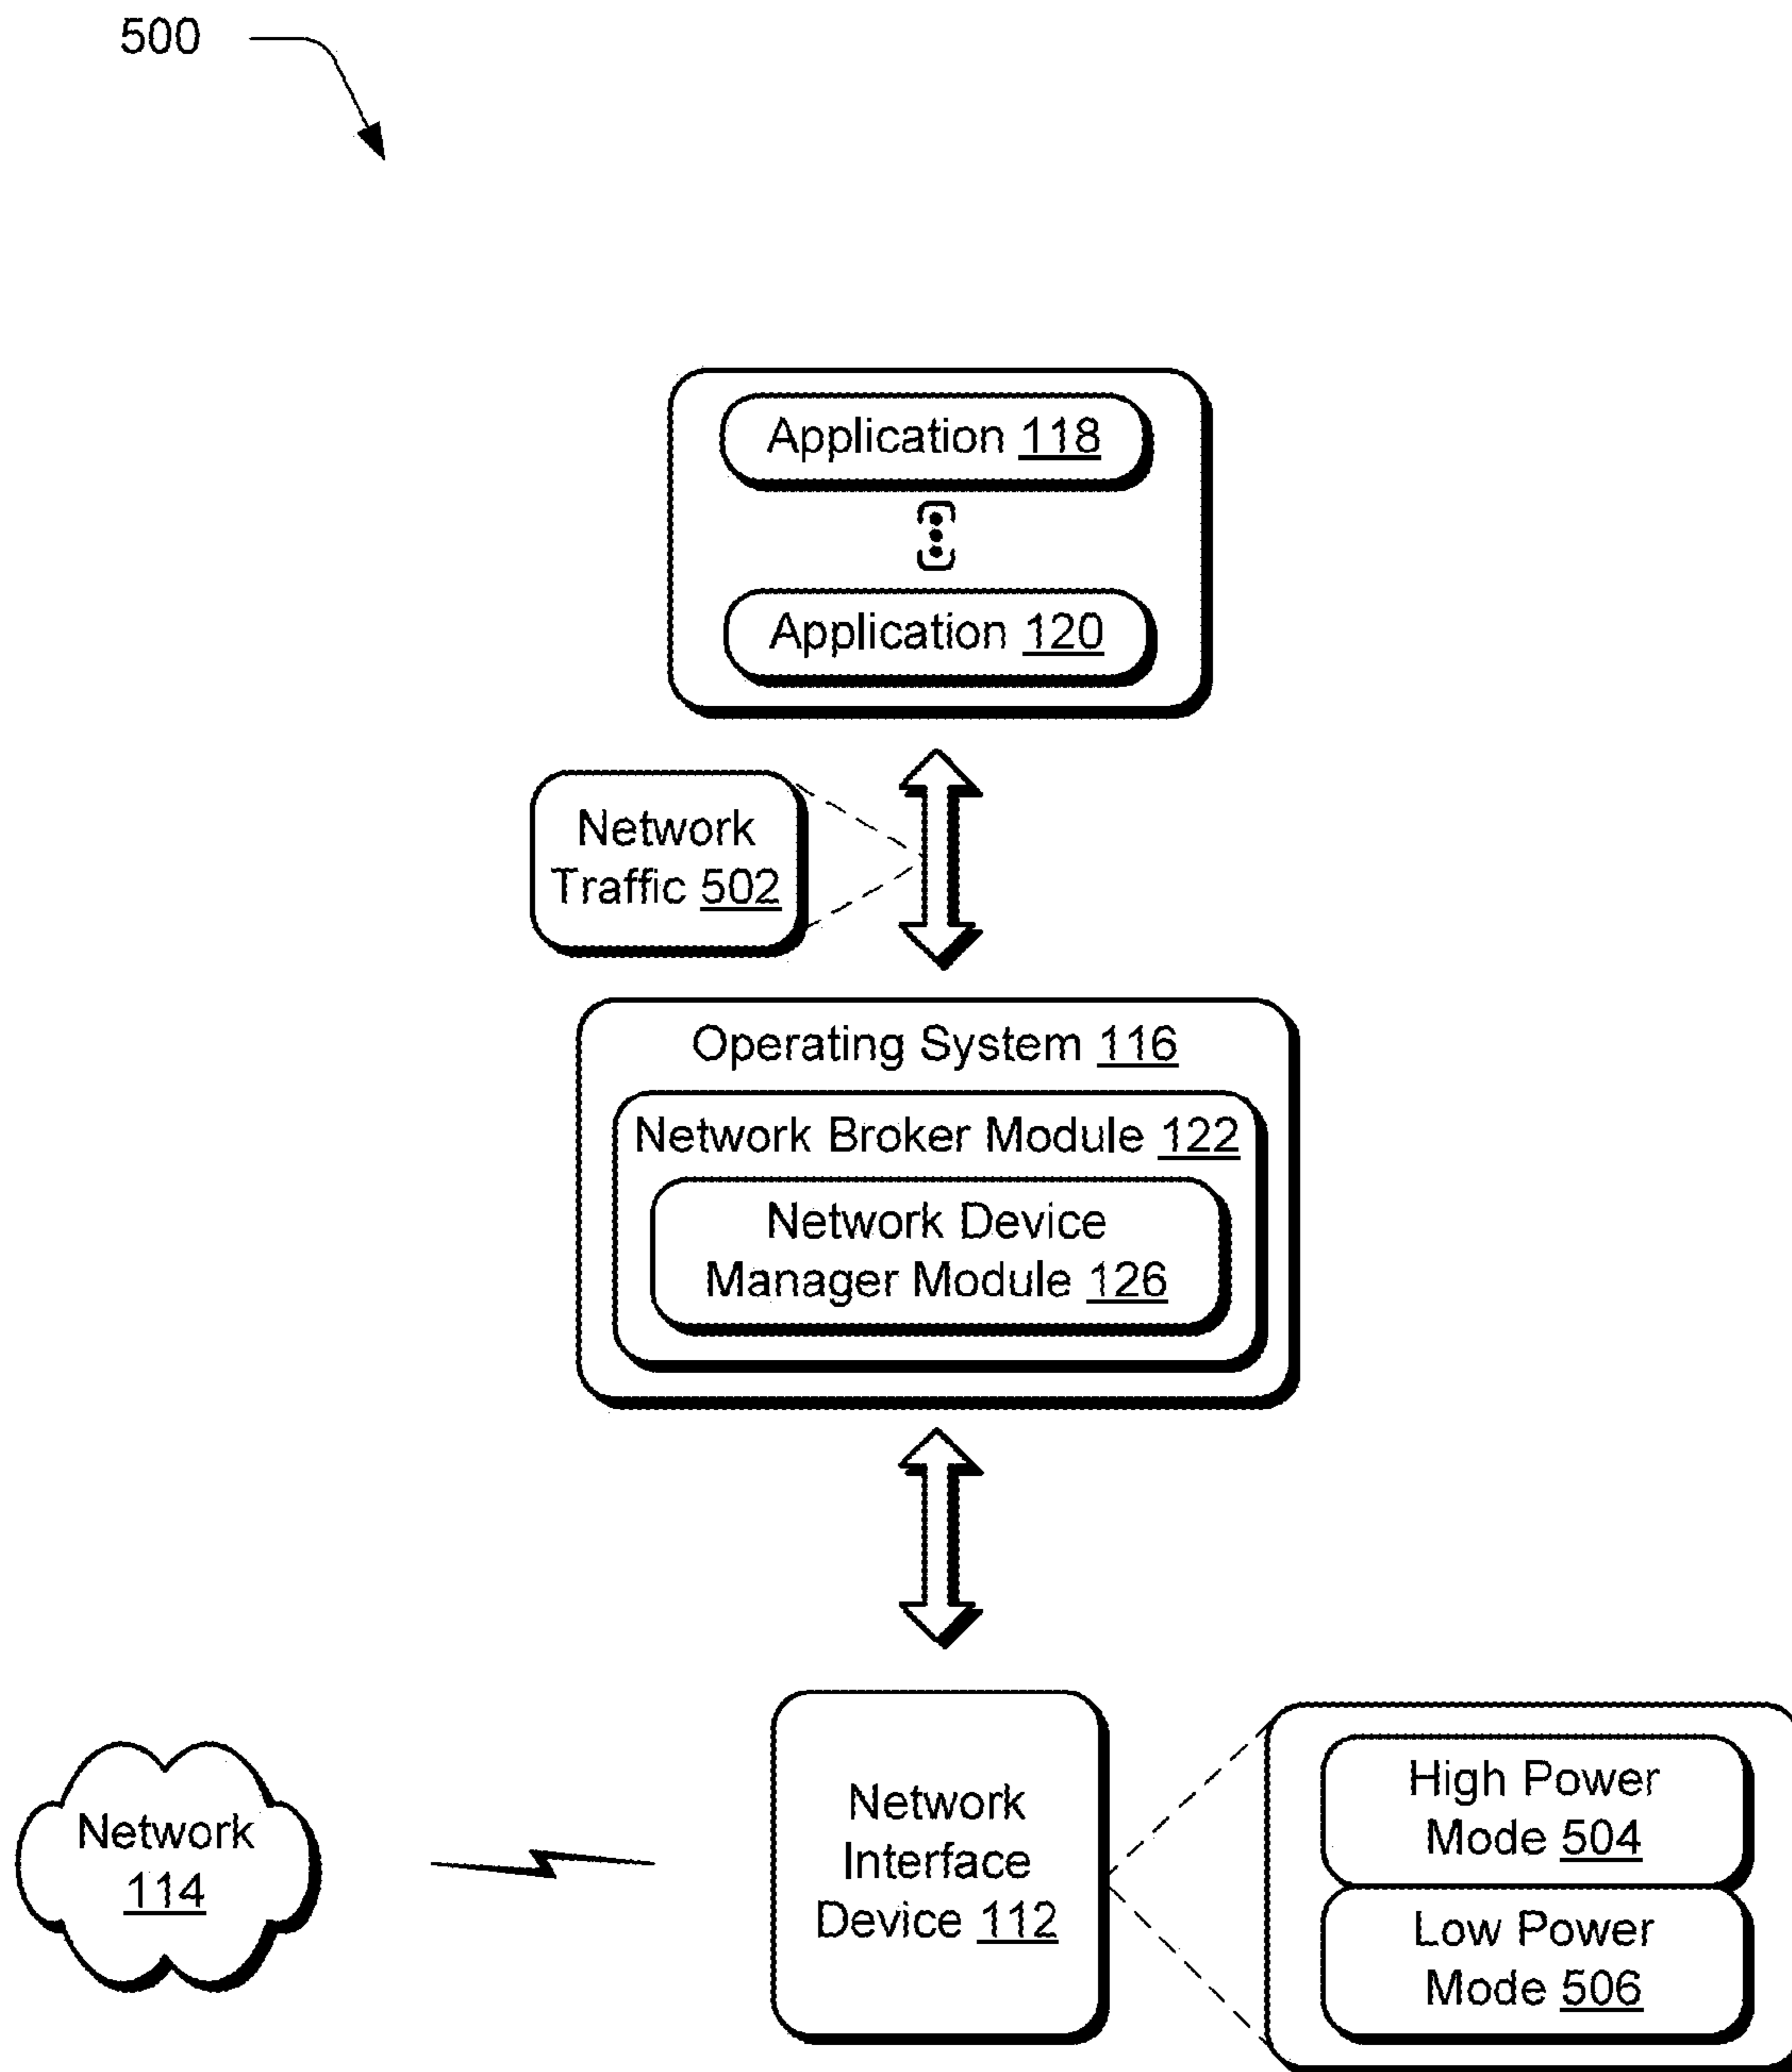 500
Application 118
Application 120
Network
Traffic 502
Operating System 116
Network Broker Module 122
Network Device
Manager Module 126
Network
114
Network
Interface
Device 112
High Power
Mode 504
Low Power
Mode 506